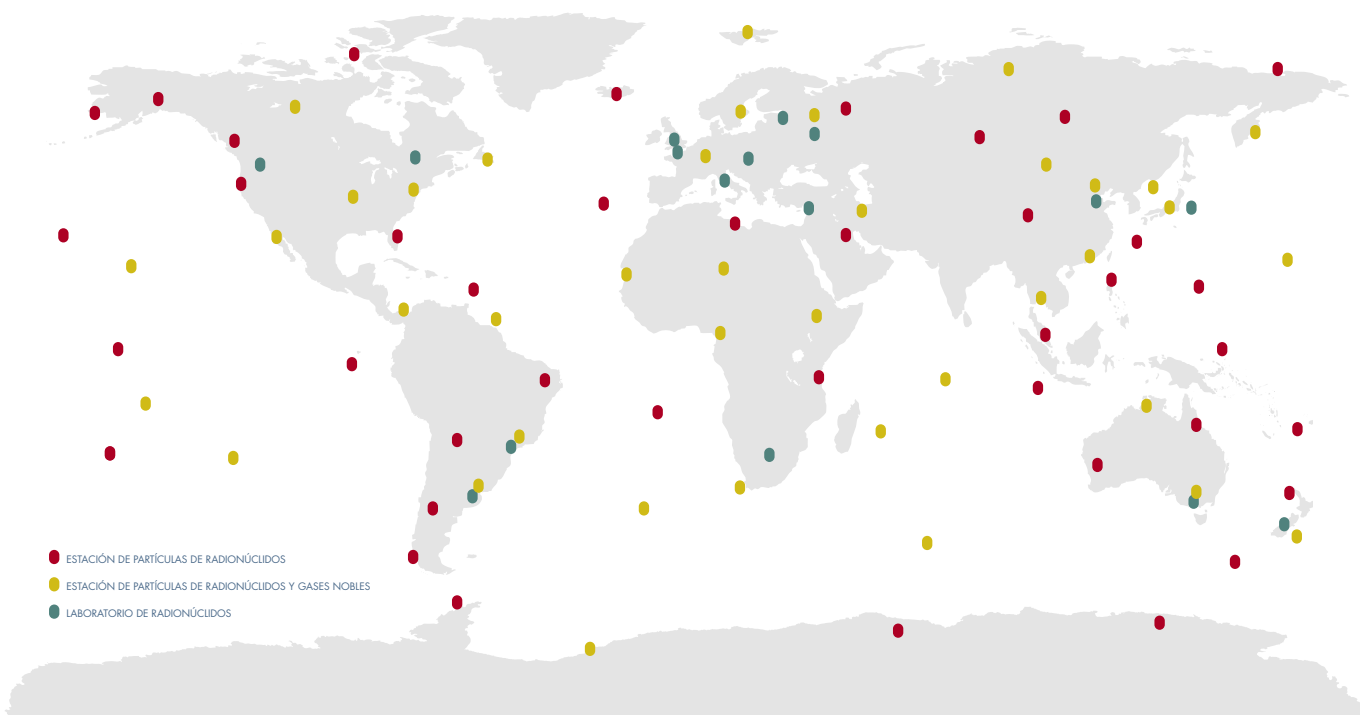 ESTACIÓN DE PARTÍCULAS DE RADIONÚCLIDOS
ESTACIÓN DE PARTÍCULAS DE RADIONÚCLIDOS Y GASES NOBLES
LABORATORIO DE RADIONÚCLIDOS